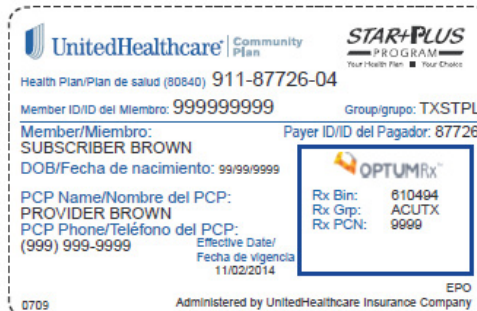 UnitedHealthcare Community Plan
STAR+PLUS
PROGRAM
Your Health Plan ■ Your Choice
Health Plan/Plan de salud (80840) 911-87726-04
Member ID/ID del Miembro: 999999999 Group/grupo: TXSTPL
Member/Miembro: Payer ID/ID del Pagador: 87726
SUBSCRIBER BROWN
DOB/Fecha de nacimiento: 99/99/9999
OPTUMRx™
PCP Name/Nombre del PCP:
PROVIDER BROWN
PCP Phone/Teléfono del PCP:
(999) 999-9999
Effective Date/
Fecha de vigencia
11/02/2014
Rx Bin: 610494
Rx Grp: ACUTX
Rx PCN: 9999
EPO
0709 Administered by UnitedHealthcare Insurance Company